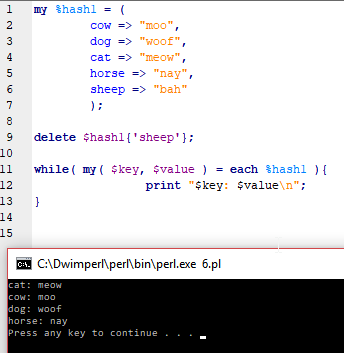 1 my %hash1 = (
2 cow => "moo",
3 dog => "woof",
4 cat => "meow",
5 horse => "nay",
6 sheep => "bah"
7 );
8
9 delete $hash1{'sheep'};
10
11 while( my( $key, $value ) = each %hash1 ){
12 print "$key: $value\n";
13 }
14
15
C:\Dwimperl\perl\bin\perl.exe 6.pl
cat: meow
cow: moo
dog: woof
horse: nay
Press any key to continue . . .